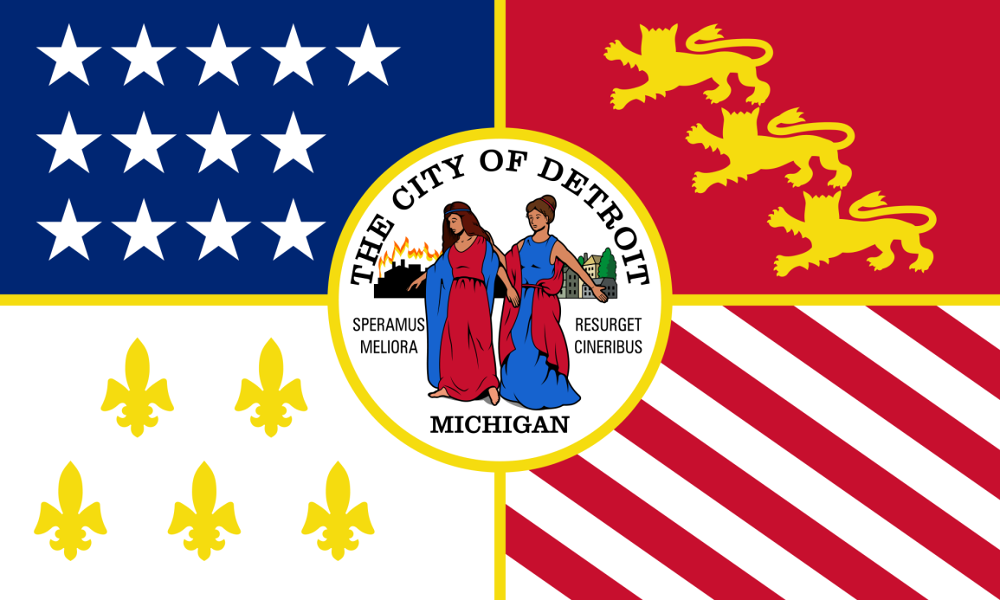 THE CITY OF DETROIT
SPERAMUS
MELIORA
RESURGET
CINERIBUS
MICHIGAN